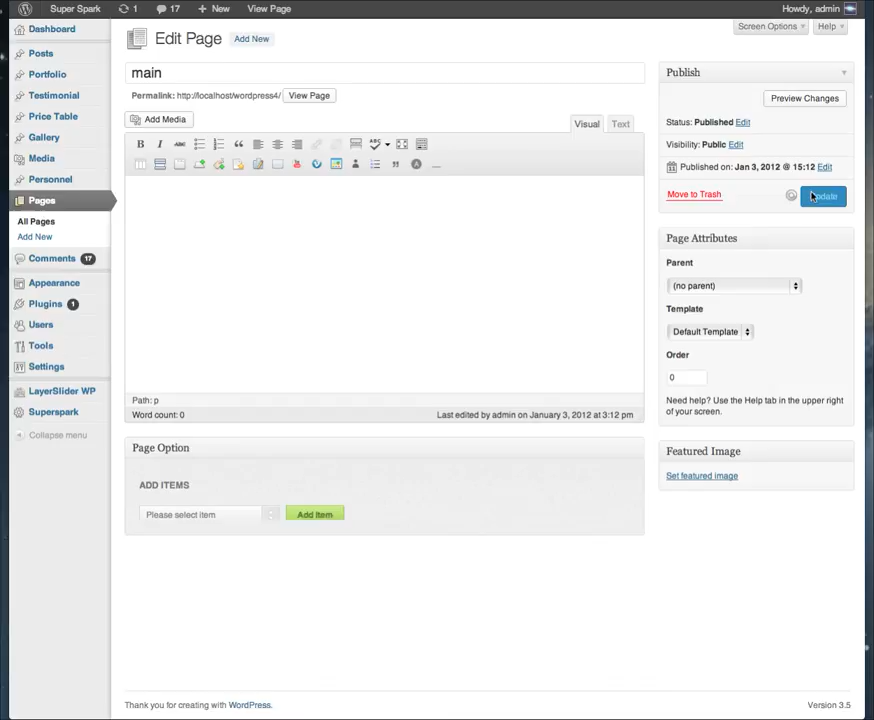 Super Spark 1 17 + New View Page Howdy, admin
Dashboard
Posts
Portfolio
Testimonial
Price Table
Gallery
Media
Personnel
Pages
All Pages
Add New
Comments 17
Appearance
Plugins 1
Users
Tools
Settings
LayerSlider WP
Superspark
Collapse menu
Screen Options Help
Edit Page Add New
main
Permalink: http://localhost/wordpress4/ View Page
Add Media
Visual Text
B I ABC ABC
A
Path: p
Word count: 0 Last edited by admin on January 3, 2012 at 3:12 pm
Page Option
ADD ITEMS
Please select item Add Item
Publish
Preview Changes
Status: Published Edit
Visibility: Public Edit
Published on: Jan 3, 2012 @ 15:12 Edit
Move to Trash Update
Page Attributes
Parent
(no parent)
Template
Default Template
Order
0
Need help? Use the Help tab in the upper right
of your screen.
Featured Image
Set featured image
Thank you for creating with WordPress. Version 3.5